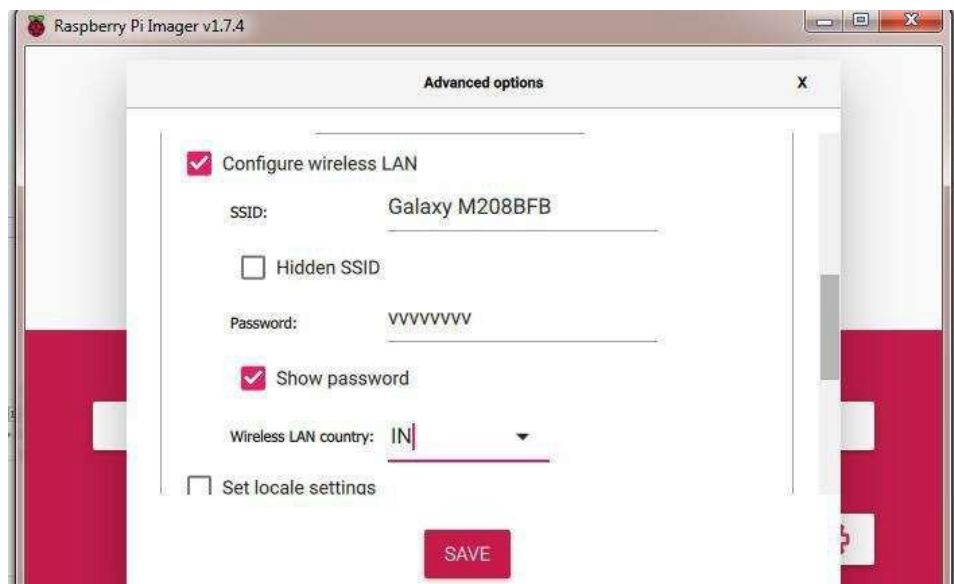 Raspberry Pi Imager v1.7.4
Advanced options X
Configure wireless LAN
SSID: Galaxy M208BFB
Hidden SSID
Password: vvvvvvvv
Show password
Wireless LAN country: IN
Set locale settings
SAVE